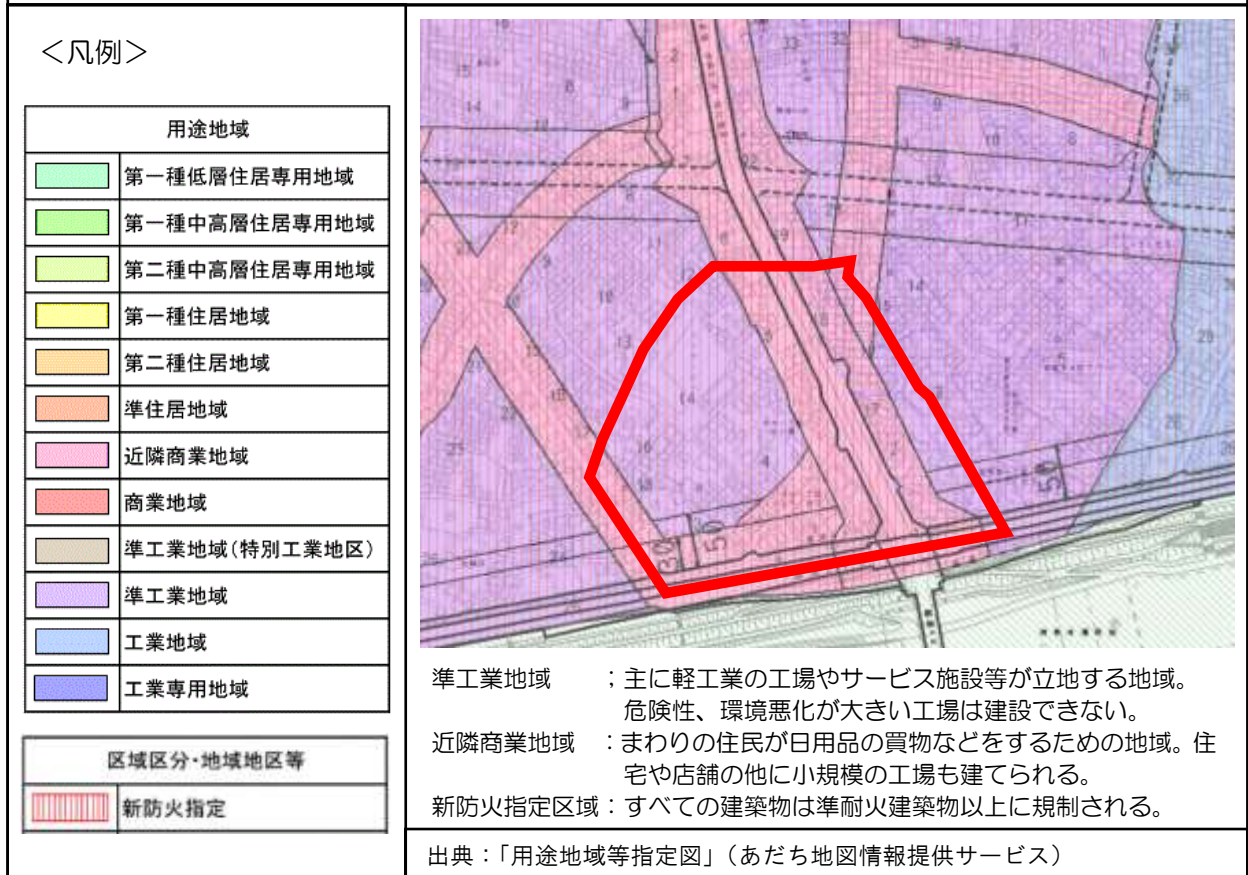 ＜凡例＞
用途地域
第一種低層住居専用地域
第一種中高層住居専用地域
第二種中高層住居専用地域
第一種住居地域
第二種住居地域
準住居地域
近隣商業地域
商業地域
準工業地域(特別工業地区)
準工業地域
工業地域
工業専用地域
区域区分・地域地区等
新防火指定
準工業地域　　；主に軽工業の工場やサービス施設等が立地する地域。
危険性、環境悪化が大きい工場は建設できない。
近隣商業地域　：まわりの住民が日用品の買物などをするための地域。住
宅や店舗の他に小規模の工場も建てられる。
新防火指定区域：すべての建築物は準耐火建築物以上に規制される。
出典：「用途地域等指定図」（あだち地図情報提供サービス）